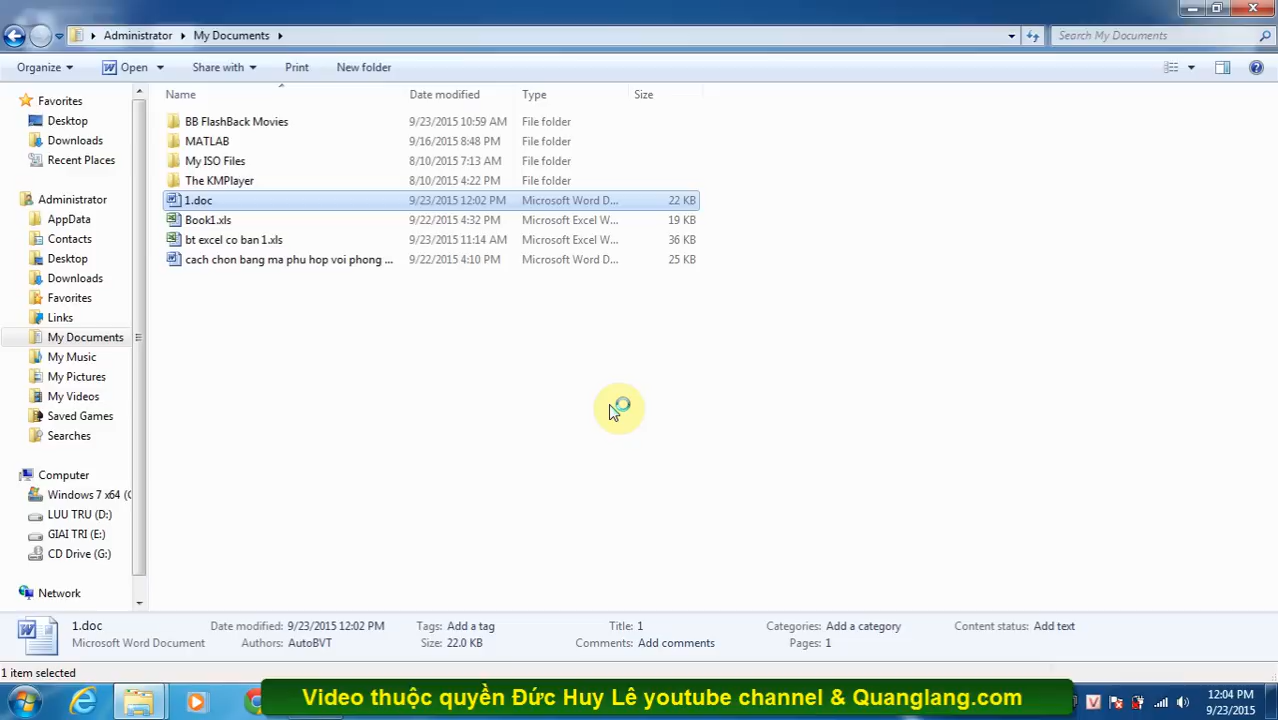 Administrator
My Documents
Search My Documents
Organize
Open
Share with
Print
New folder
Favorites
Desktop
Downloads
Recent Places
Administrator
AppData
Contacts
Desktop
Downloads
Favorites
Links
My Documents
My Music
My Pictures
My Videos
Saved Games
Searches
Computer
Windows 7 x64 (C
LUU TRU (D:)
GIAI TRI (E:)
CD Drive (G:)
Network
Name Date modified Type Size
BB FlashBack Movies 9/23/2015 10:59 AM File folder
MATLAB 9/16/2015 8:48 PM File folder
My ISO Files 8/10/2015 7:13 AM File folder
The KMPlayer 8/10/2015 4:22 PM File folder
1.doc 9/23/2015 12:02 PM Microsoft Word D... 22 KB
Book1.xls 9/22/2015 4:32 PM Microsoft Excel W... 19 KB
bt excel co ban 1.xls 9/23/2015 11:14 AM Microsoft Excel W... 36 KB
cach chon bang ma phu hop voi phong ... 9/22/2015 4:10 PM Microsoft Word D... 25 KB
1.doc Date modified: 9/23/2015 12:02 PM Tags: Add a tag Title: 1 Categories: Add a category Content status: Add text
Microsoft Word Document Authors: AutoBVT Size: 22.0 KB Comments: Add comments Pages: 1
1 item selected
Video thuộc quyền Đức Huy Lê youtube channel & Quanglang.com
12:04 PM
9/23/2015